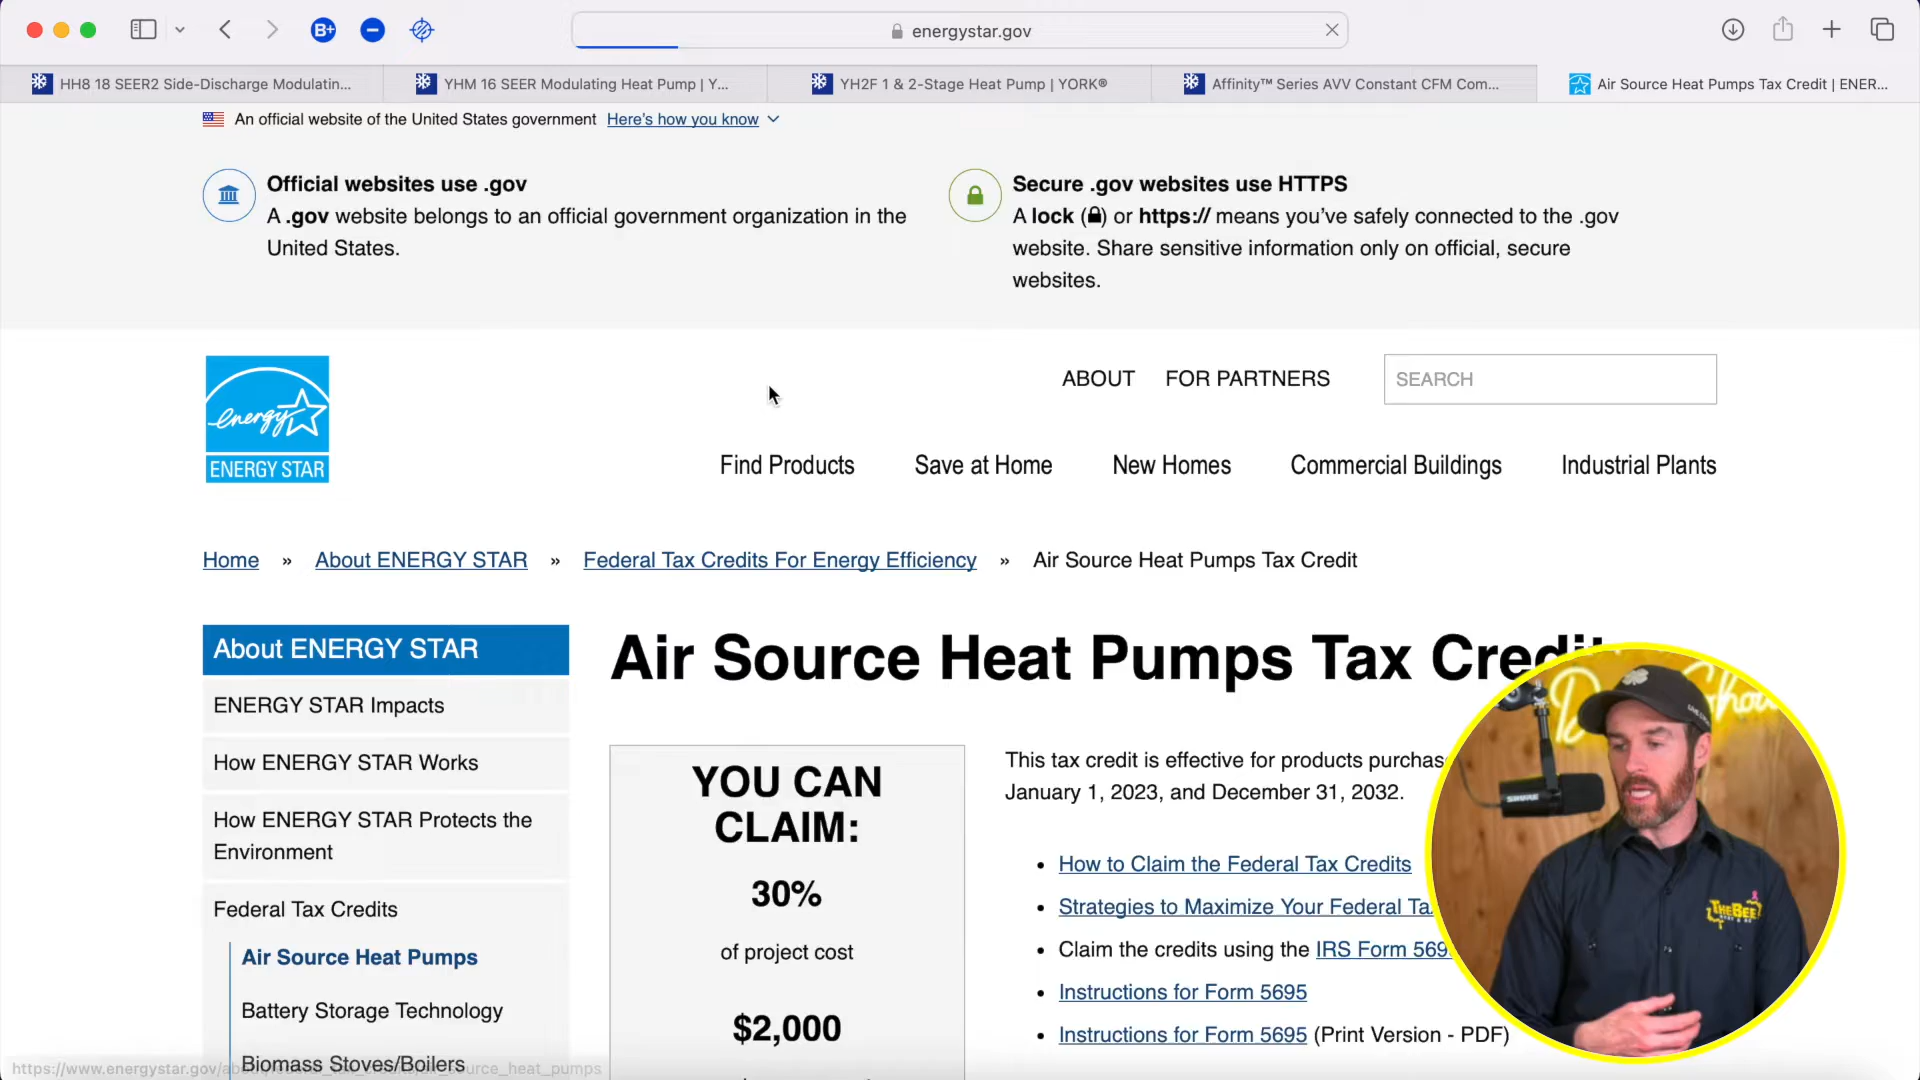 B+
energystar.gov
HH8 18 SEER2 Side-Discharge Modulatin...
YHM 16 SEER Modulating Heat Pump | Y...
YH2F 1 & 2-Stage Heat Pump | YORK®
Affinity™ Series AVV Constant CFM Com...
Air Source Heat Pumps Tax Credit | ENER...
An official website of the United States government Here's how you know
Official websites use .gov
A .gov website belongs to an official government organization in the
United States.
Secure .gov websites use HTTPS
A lock () or https:// means you've safely connected to the .gov
website. Share sensitive information only on official, secure
websites.
energy
ENERGY STAR
ABOUT
FOR PARTNERS
SEARCH
Find Products
Save at Home
New Homes
Commercial Buildings
Industrial Plants
Home » About ENERGY STAR » Federal Tax Credits For Energy Efficiency » Air Source Heat Pumps Tax Credit
About ENERGY STAR
ENERGY STAR Impacts
How ENERGY STAR Works
How ENERGY STAR Protects the
Environment
Federal Tax Credits
Air Source Heat Pumps
Battery Storage Technology
Biomass Stoves/Boilers
Air Source Heat Pumps Tax Credit
YOU CAN
CLAIM:
30%
of project cost
$2,000
This tax credit is effective for products purchas
January 1, 2023, and December 31, 2032.
• How to Claim the Federal Tax Credits
• Strategies to Maximize Your Federal Ta
• Claim the credits using the IRS Form 569
• Instructions for Form 5695
• Instructions for Form 5695 (Print Version - PDF)
SHURE
THE BEE